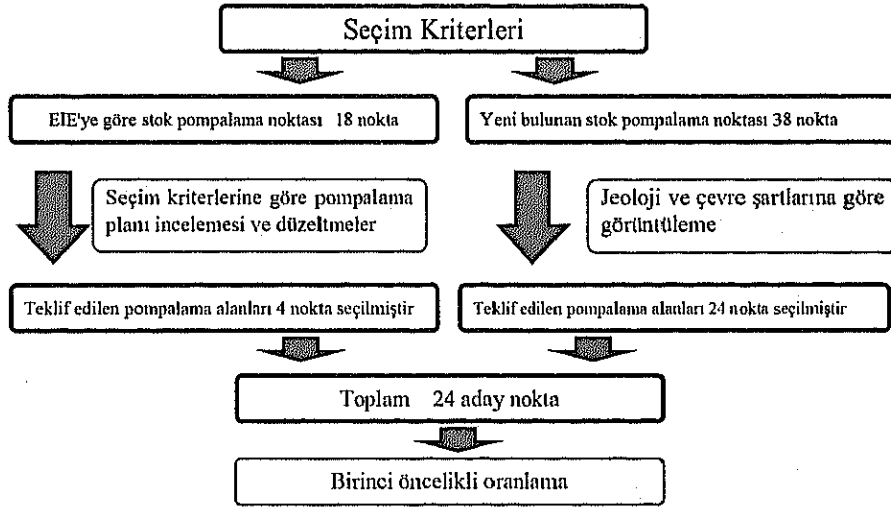 Seçim Kriterleri
EİE'ye göre stok pompalama noktası 18 nokta
Yeni bulunan stok pompalama noktası 38 nokta
Seçim kriterlerine göre pompalama
planı incelemesi ve düzeltmeler
Jeoloji ve çevre şartlarına göre
görüntüleme
Teklif edilen pompalama alanları 4 nokta seçilmiştir
Teklif edilen pompalama alanları 24 nokta seçilmiştir
Toplam 24 aday nokta
Birinci öncelikli oranlama